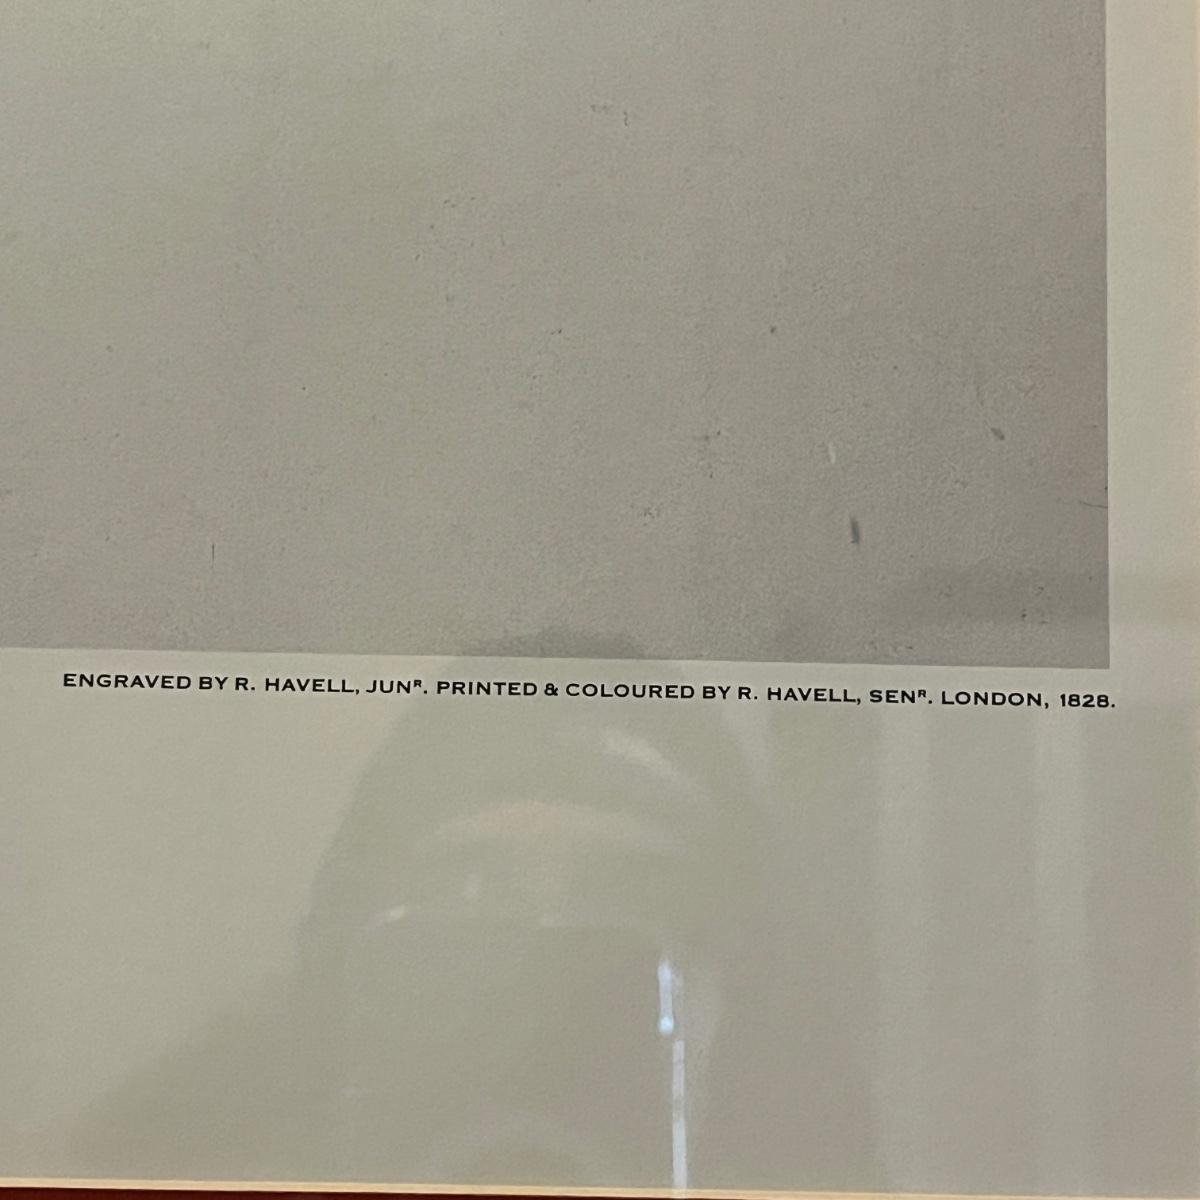 ENGRAVED BY R. HAVELL, JUNᴿ. PRINTED & COLOURED BY R. HAVELL, SENᴿ. LONDON, 1828.